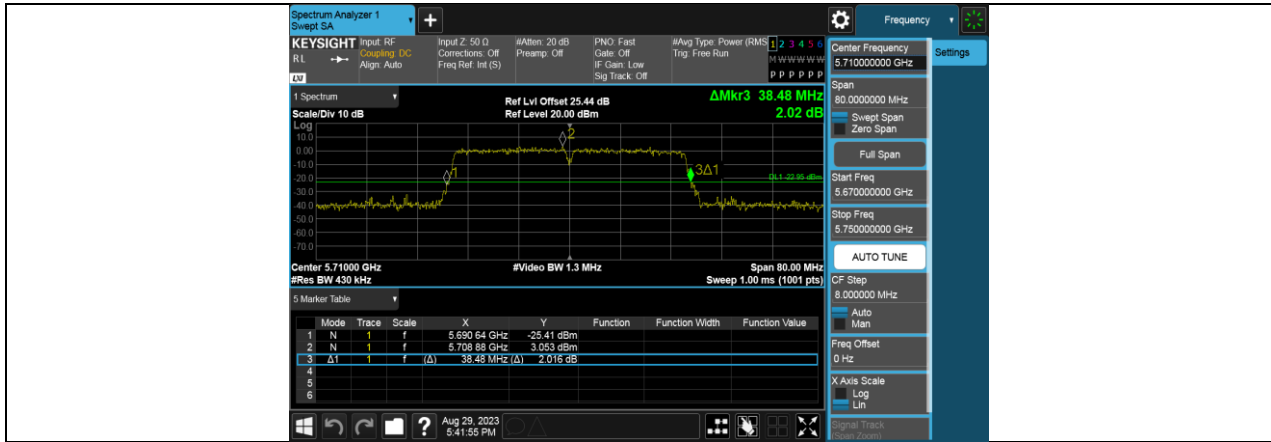 Spectrum Analyzer 1
Swept SA
+
Frequency
KEYSIGHT
RL
LXI
Input: RF
Coupling: DC
Align: Auto
Input Z: 50 Ω
Corrections: Off
Freq Ref: Int (S)
#Atten: 20 dB
Preamp: Off
PNO: Fast
Gate: Off
IF Gain: Low
Sig Track: Off
#Avg Type: Power (RMS
Trig: Free Run
1 2 3 4 5 6
M W W W W W
P P P P P P
1 Spectrum
Scale/Div 10 dB
Ref Lvl Offset 25.44 dB
Ref Level 20.00 dBm
ΔMkr3 38.48 MHz
2.02 dB
Log
10.0
0.00
-10.0
-20.0
-30.0
-40.0
-50.0
-60.0
-70.0
1
2
3Δ1
DL1 -22.95 dBm
Center 5.71000 GHz
#Res BW 430 kHz
#Video BW 1.3 MHz
Span 80.00 MHz
Sweep 1.00 ms (1001 pts)
5 Marker Table
Mode Trace Scale X Y Function Function Width Function Value
1 N 1 f 5.690 64 GHz -25.41 dBm
2 N 1 f 5.708 88 GHz 3.053 dBm
3 Δ1 1 f (Δ) 38.48 MHz (Δ) 2.016 dB
4
5
6
?
Aug 29, 2023
5:41:55 PM
Center Frequency
5.710000000 GHz
Settings
Span
80.0000000 MHz
Swept Span
Zero Span
Full Span
Start Freq
5.670000000 GHz
Stop Freq
5.750000000 GHz
AUTO TUNE
CF Step
8.000000 MHz
Auto
Man
Freq Offset
0 Hz
X Axis Scale
Log
Lin
Signal Track
(Span Zoom)